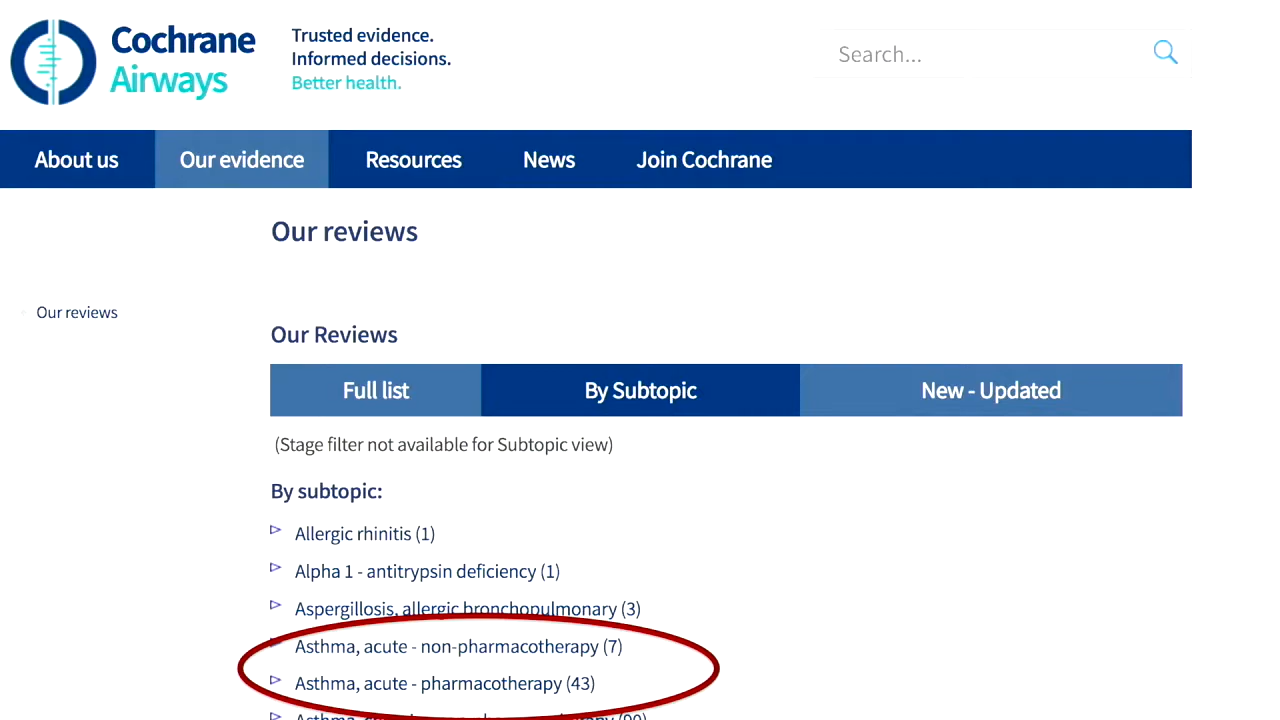 Cochrane
Airways
Trusted evidence.
Informed decisions.
Better health.
Search...
About us
Our evidence
Resources
News
Join Cochrane
Our reviews
Our reviews
Our Reviews
Full list
By Subtopic
New - Updated
(Stage filter not available for Subtopic view)
By subtopic:
Allergic rhinitis (1)
Alpha 1 - antitrypsin deficiency (1)
Aspergillosis, allergic bronchopulmonary (3)
Asthma, acute - non-pharmacotherapy (7)
Asthma, acute - pharmacotherapy (43)
Asthma,